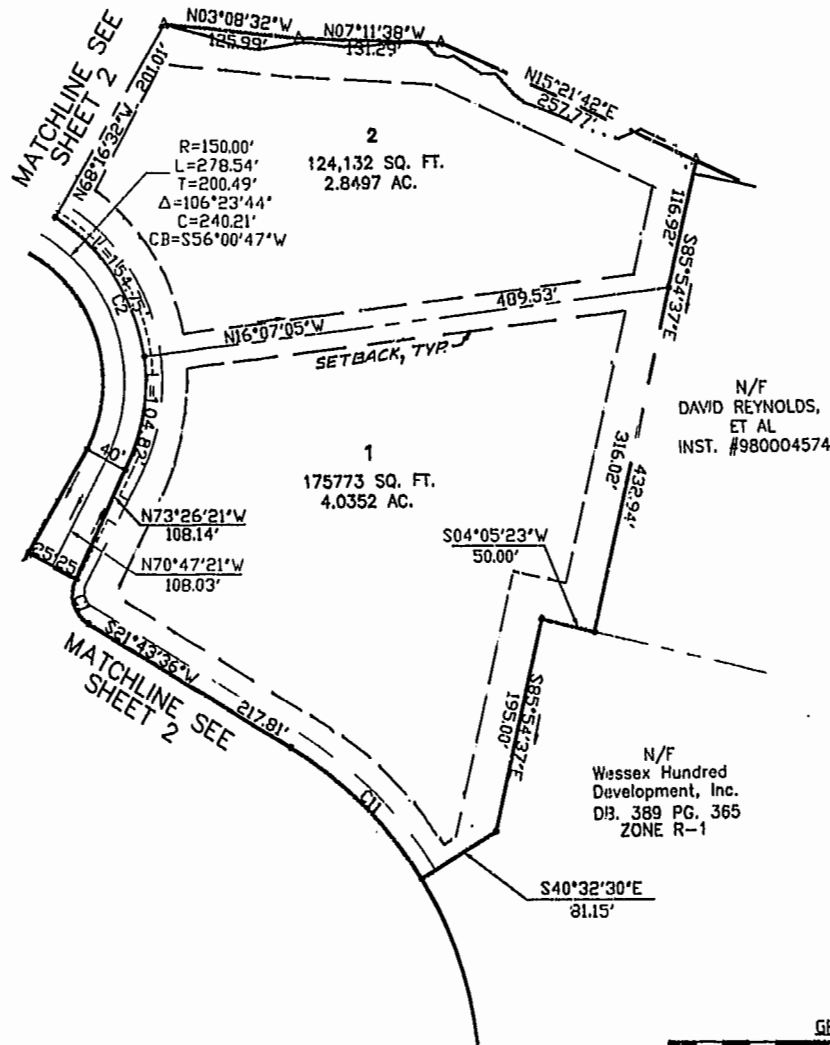 N03°08'32"W
125.99'
N07°11'38"W
131.29'
N15°21'42"E
257.77'
MATCHLINE SEE
SHEET 2
N68°16'32"W 201.01'
R=150.00'
L=278.54'
T=200.49'
Δ=106°23'44"
C=240.21'
CB=S56°00'47"W
2
124,132 SQ. FT.
2.8497 AC.
116.92'
S85°54'37"E
L=154.75'
C2
N16°07'05"W
489.53'
SETBACK, TYP.
L=104.82'
N/F
DAVID REYNOLDS,
ET AL
INST. #980004574
1
175773 SQ. FT.
4.0352 AC.
316.02'
432.94'
40'
N73°26'21"W
108.14'
S04°05'23"W
50.00'
N70°47'21"W
108.03'
25'
25'
C1
S21°43'36"W
217.81'
MATCHLINE SEE
SHEET 2
S85°54'37"E
195.00'
N/F
Wessex Hundred
Development, Inc.
DB. 389 PG. 365
ZONE R-1
C11
S40°32'30"E
81.15'